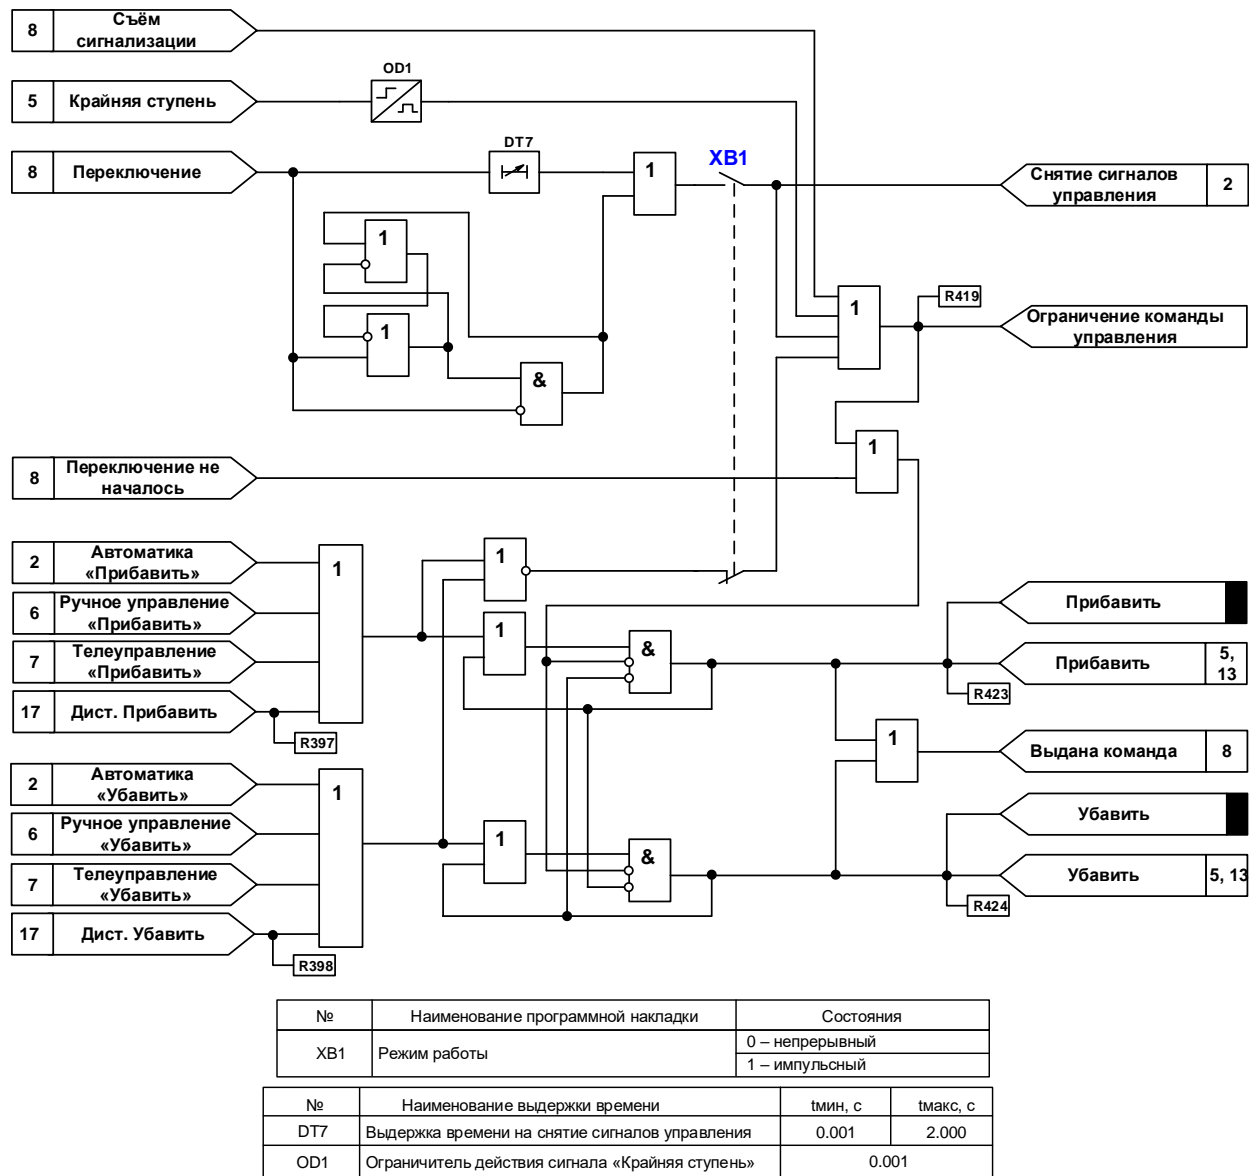 8 Съём
сигнализации
OD1
5 Крайняя ступень
DT7
8 Переключение
1
XB1
Снятие сигналов
управления 2
1
1
&
1
R419
Ограничение команды
управления
8 Переключение не
началось
1
2 Автоматика
«Прибавить»
1
1
6 Ручное управление
«Прибавить»
7 Телеуправление
«Прибавить»
1
&
17 Дист. Прибавить
R397
Прибавить
Прибавить 5,
13
R423
1
Выдана команда 8
2 Автоматика
«Убавить»
1
6 Ручное управление
«Убавить»
7 Телеуправление
«Убавить»
1
&
17 Дист. Убавить
R398
Убавить
Убавить 5, 13
R424
№ Наименование программной накладки Состояния
XB1 Режим работы 0 – непрерывный
1 – импульсный
№ Наименование выдержки времени tмин, с tмакс, с
DT7 Выдержка времени на снятие сигналов управления 0.001 2.000
OD1 Ограничитель действия сигнала «Крайняя ступень» 0.001